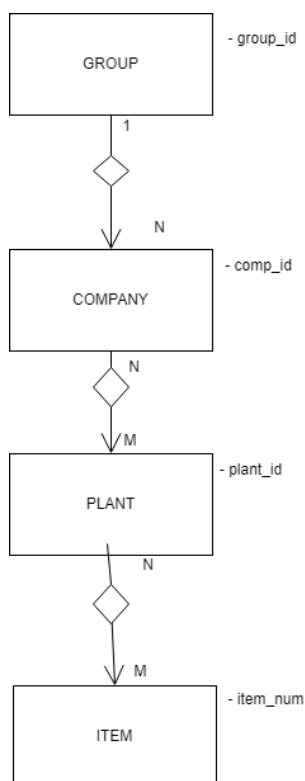 - group_id
GROUP
1
N
- comp_id
COMPANY
N
M
- plant_id
PLANT
N
M
- item_num
ITEM